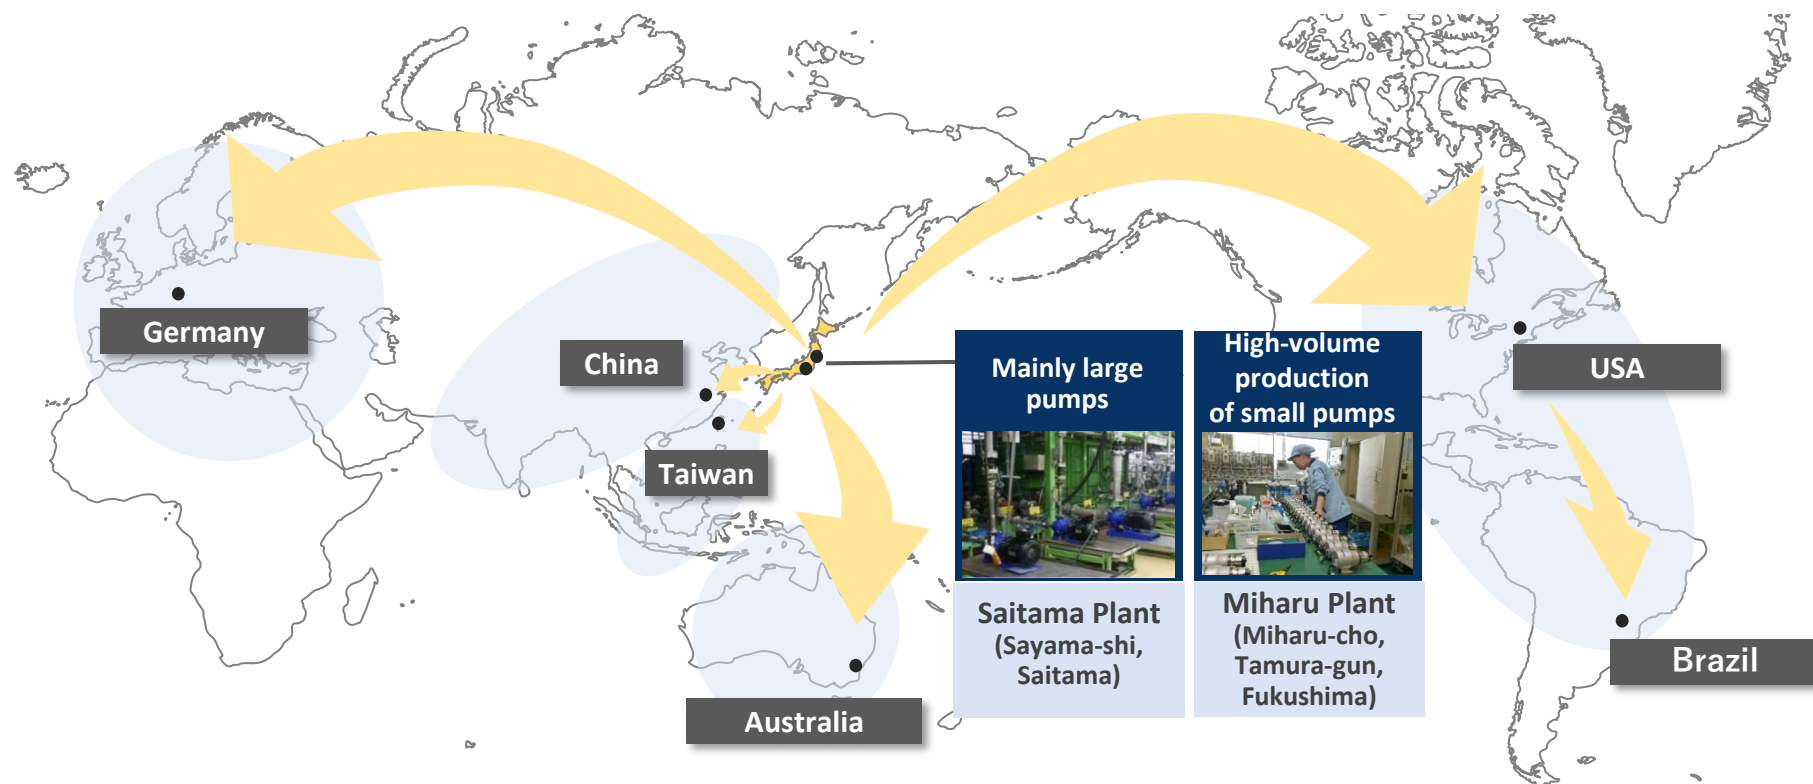 Germany
China
Taiwan
Australia
Mainly large
pumps
Saitama Plant
(Sayama-shi,
Saitama)
High-volume
production
of small pumps
Miharu Plant
(Miharu-cho,
Tamura-gun,
Fukushima)
USA
Brazil